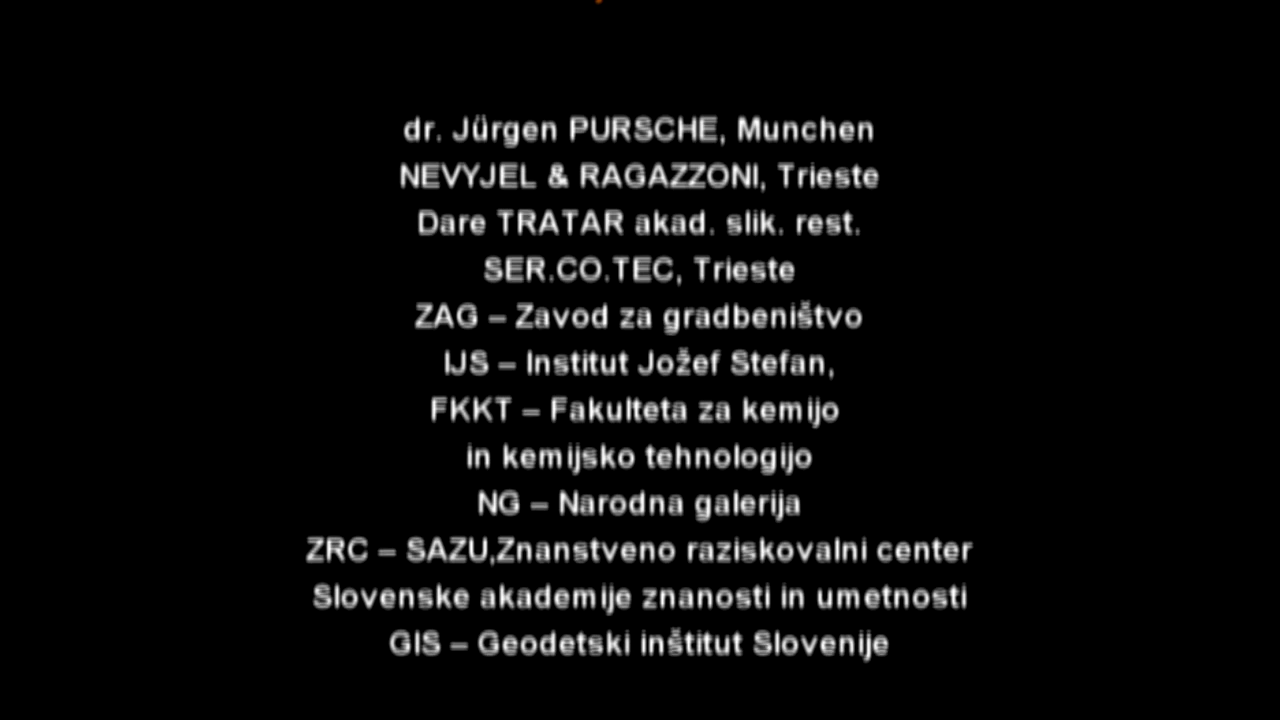 dr. Jürgen PURSCHE, Munchen
NEVYJEL & RAGAZZONI, Trieste
Dare TRATAR akad. slik. rest.
SER.CO.TEC, Trieste
ZAG – Zavod za gradbeništvo
IJS – Institut Jožef Stefan,
FKKT – Fakulteta za kemijo
in kemijsko tehnologijo
NG – Narodna galerija
ZRC – SAZU,Znanstveno raziskovalni center
Slovenske akademije znanosti in umetnosti
GIS – Geodetski inštitut Slovenije